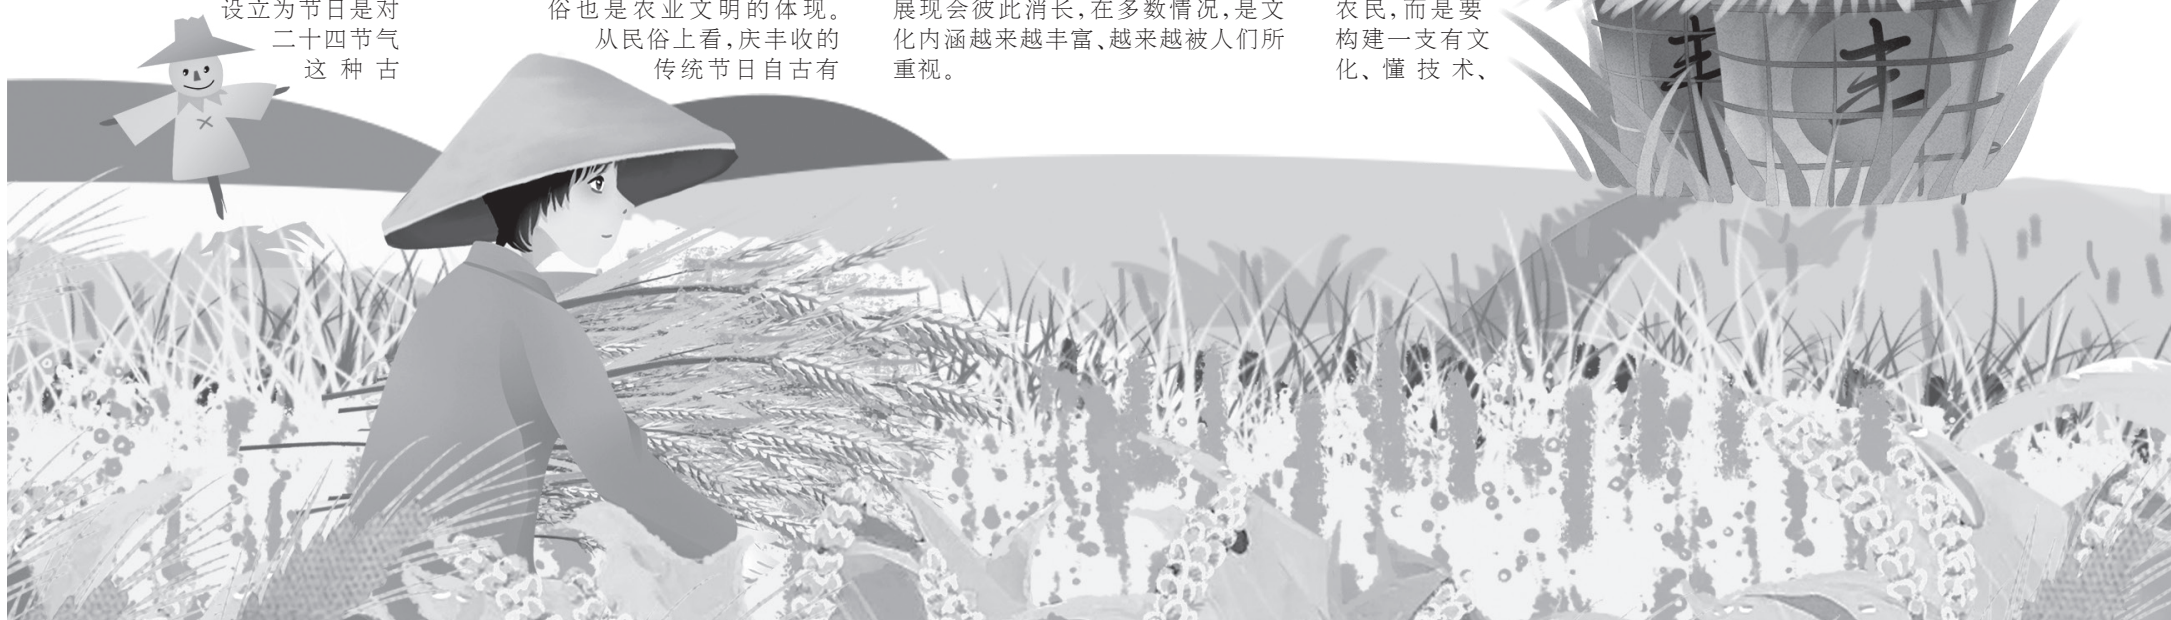 设立为节日是对
二十四节气
这种古
俗也是农业文明的体现。
从民俗上看,庆丰收的
传统节日自古有
展现会彼此消长,在多数情况,是文
化内涵越来越丰富、越来越被人们所
重视。
农民,而是要
构建一支有文
化、懂技术、
丰
丰